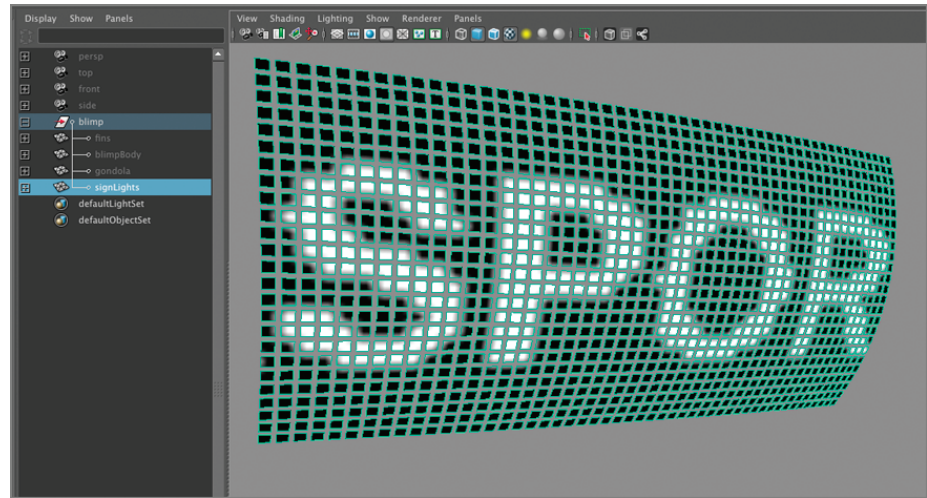 Display Show Panels
View Shading Lighting Show Renderer Panels
persp
top
front
side
blimp
fins
blimpBody
gondola
signLights
defaultLightSet
defaultObjectSet
SPOR